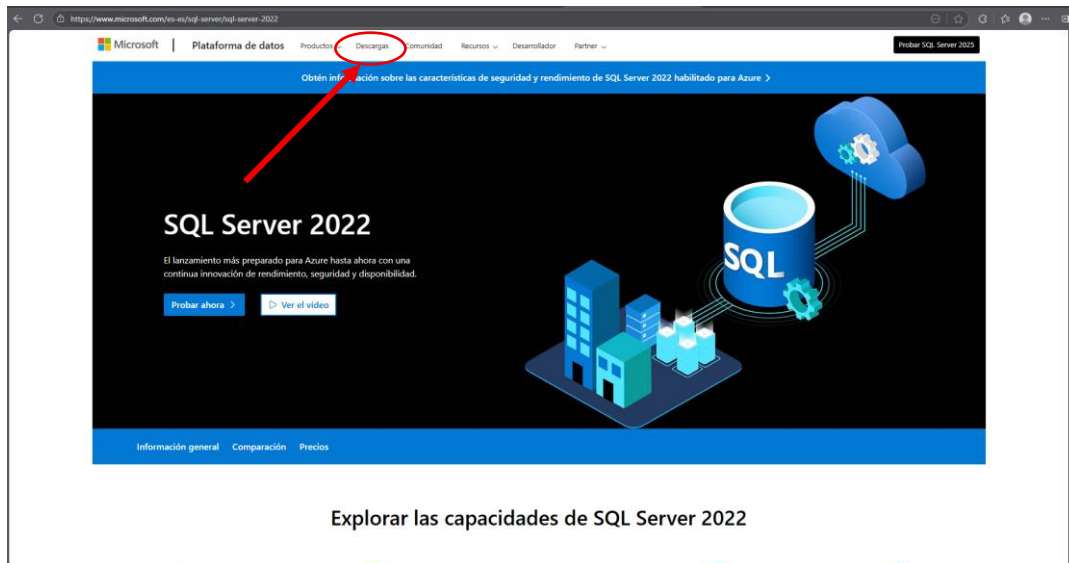 https://www.microsoft.com/es-es/sql-server/sql-server-2022
Microsoft | Plataforma de datos Productos Descargas Comunidad Recursos Desarrollador Partner Probar SQL Server 2025
Obtén información sobre las características de seguridad y rendimiento de SQL Server 2022 habilitado para Azure
SQL Server 2022
El lanzamiento más preparado para Azure hasta ahora con una
continua innovación de rendimiento, seguridad y disponibilidad.
Probar ahora Ver el vídeo
SQL
Información general Comparación Precios
Explorar las capacidades de SQL Server 2022